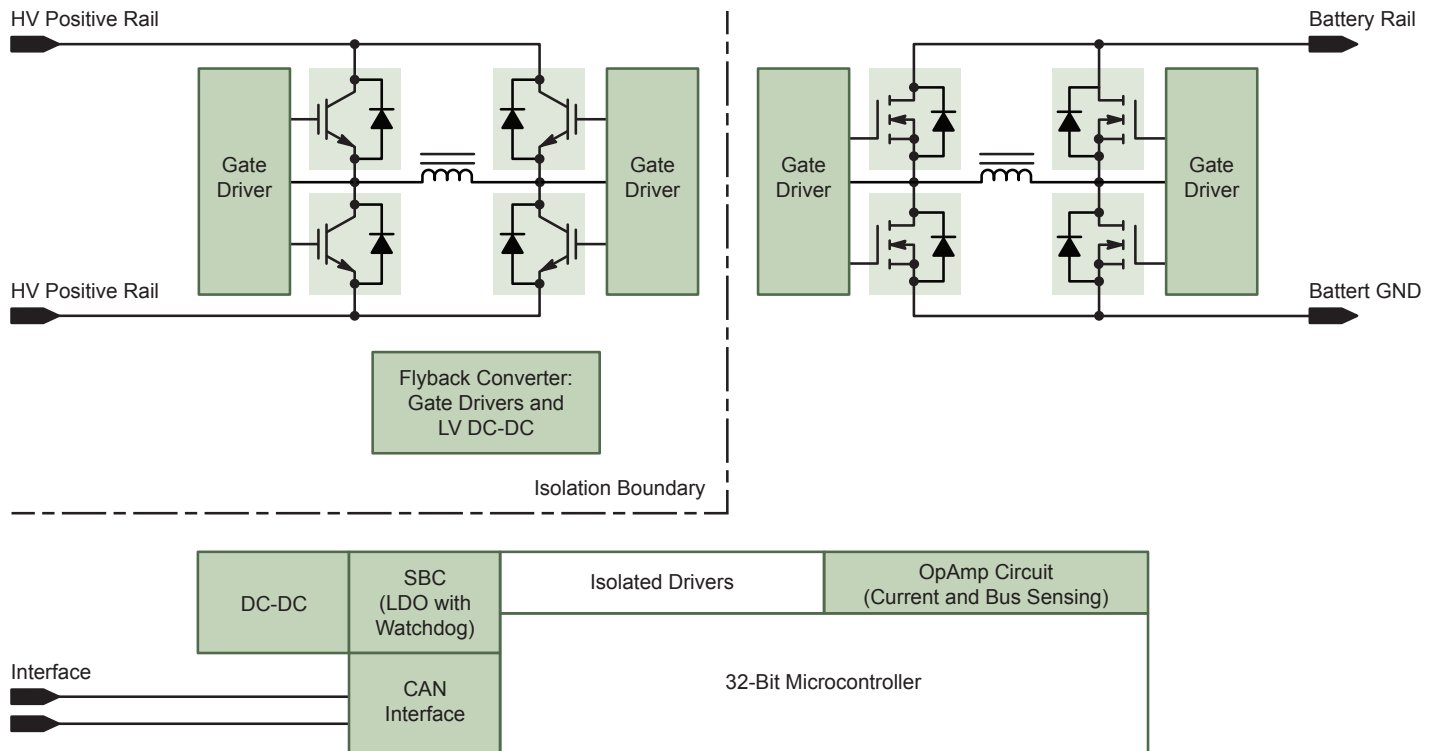 HV Positive Rail
Battery Rail
Gate
Driver
Gate
Driver
Gate
Driver
Gate
Driver
HV Positive Rail
Battert GND
Flyback Converter:
Gate Drivers and
LV DC-DC
Isolation Boundary
DC-DC
SBC
(LDO with
Watchdog)
Isolated Drivers
OpAmp Circuit
(Current and Bus Sensing)
Interface
CAN
Interface
32-Bit Microcontroller